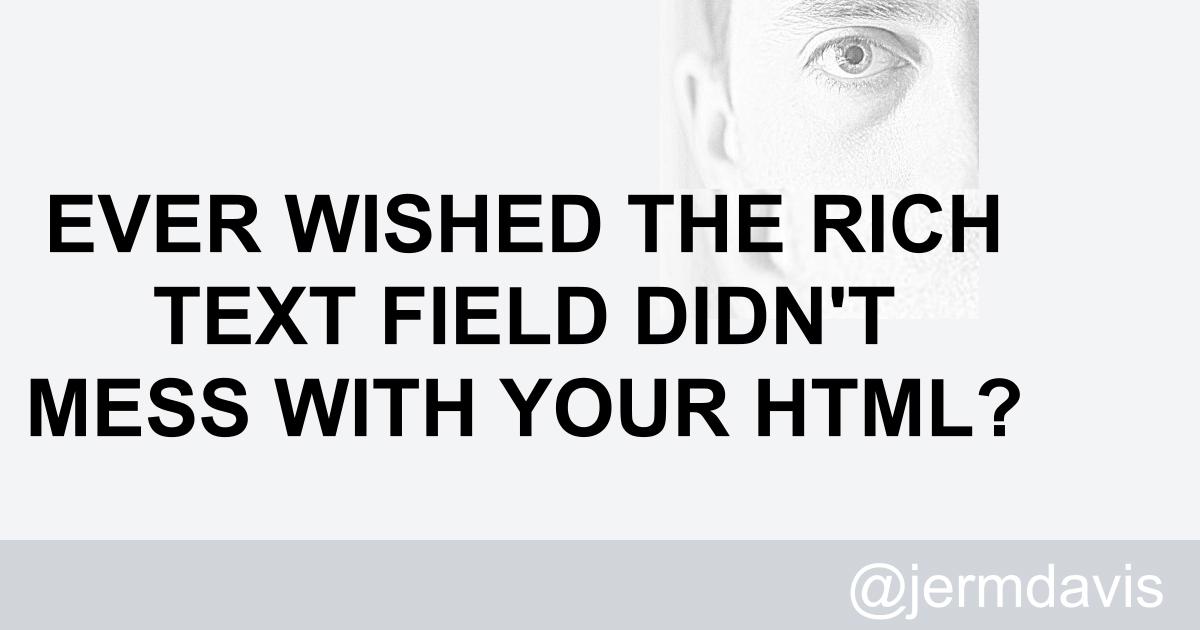 EVER WISHED THE RICH
TEXT FIELD DIDN'T
MESS WITH YOUR HTML?
@jermdavis